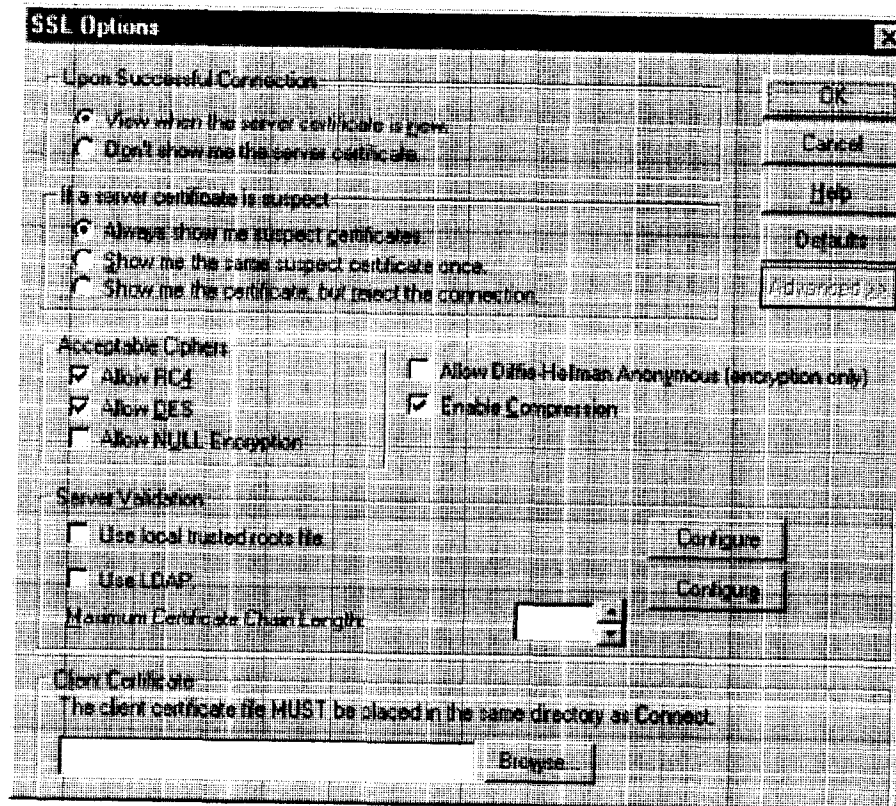 SSL Options
Upon Successful Connection
View when the server certificate is new.
Don't show me the server certificate.
OK
Cancel
Help
Defaults
Advanced >>
If a server certificate is suspect
Always show me suspect certificates.
Show me the same suspect certificate once.
Show me the certificate, but reject the connection.
Acceptable Ciphers
Allow RC4
Allow DES
Allow NULL Encryption
Allow Diffie-Hellman Anonymous (encryption only)
Enable Compression
Server Validation
Use local trusted roots file.
Configure
Use LDAP.
Configure
Maximum Certificate Chain Length:
Client Certificate
The client certificate file MUST be placed in the same directory as Connect.
Browse...